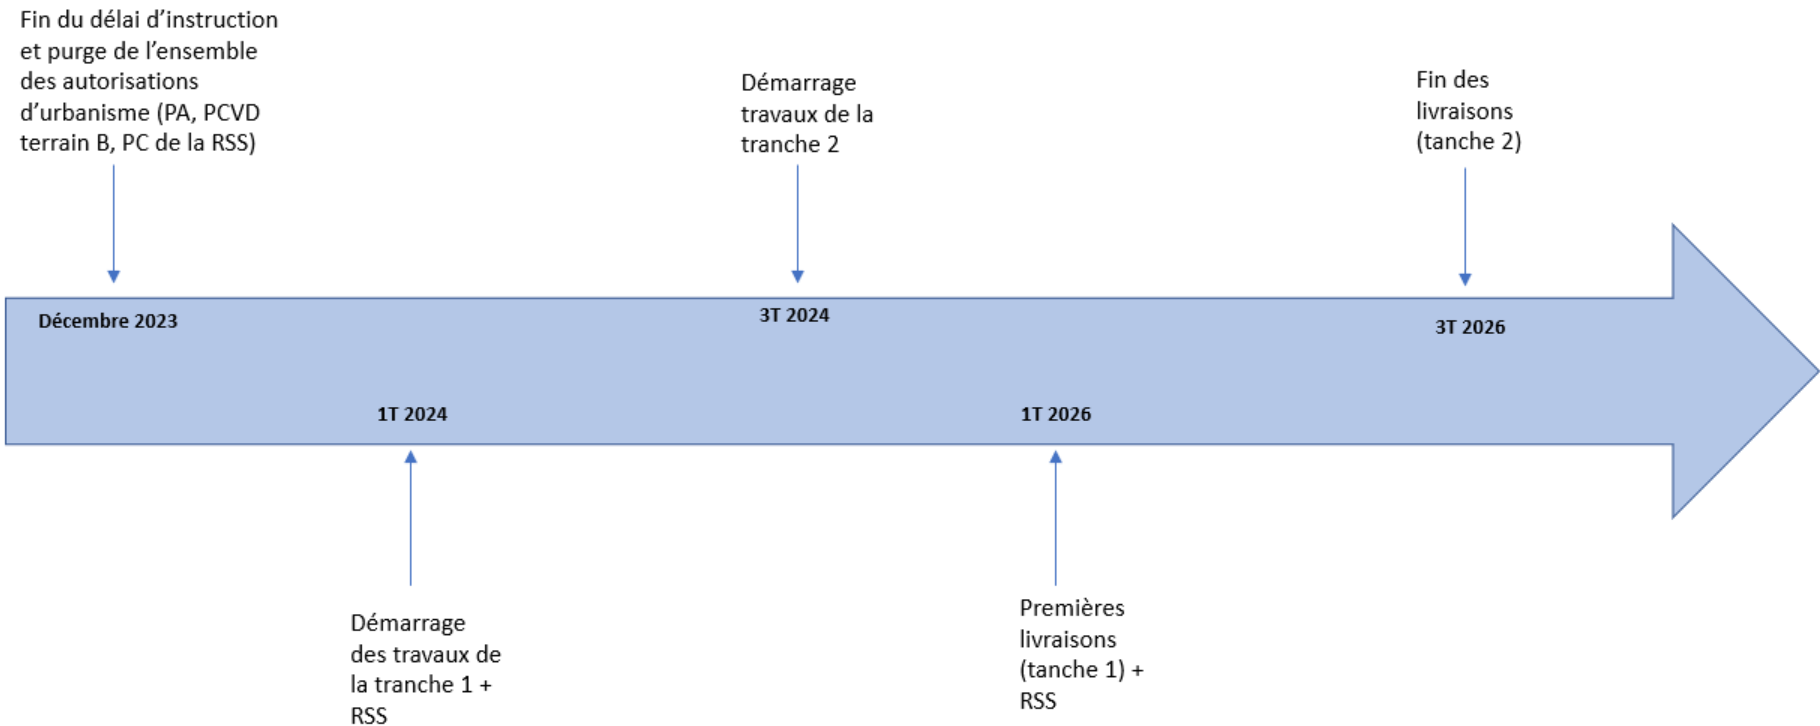 Fin du délai d’instruction
et purge de l’ensemble
des autorisations
d’urbanisme (PA, PCVD
terrain B, PC de la RSS)
Démarrage
travaux de la
tranche 2
Fin des
livraisons
(tanche 2)
Décembre 2023
3T 2024
3T 2026
1T 2024
1T 2026
Démarrage
des travaux de
la tranche 1 +
RSS
Premières
livraisons
(tanche 1) +
RSS